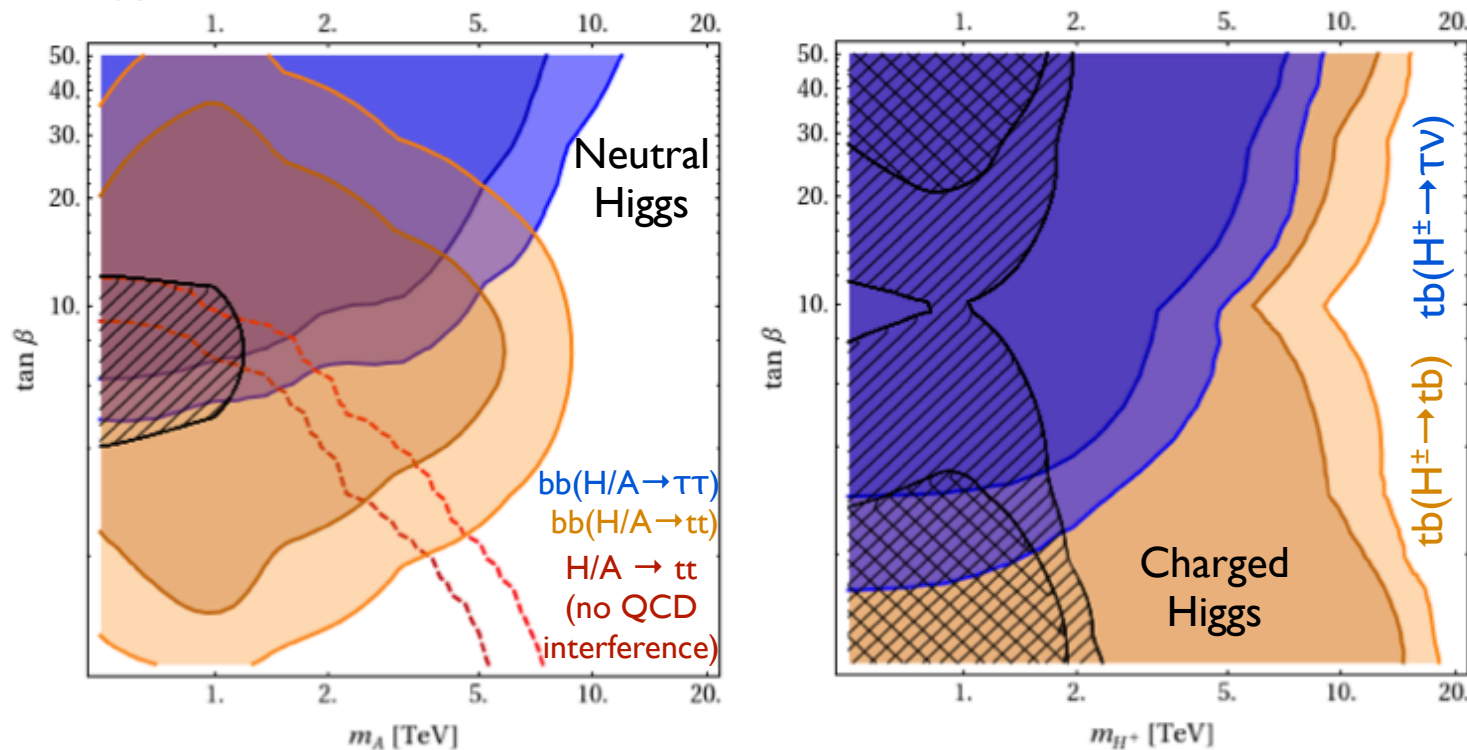 1. 2. 5. 10. 20.
50.
40.
30.
20.
10.
tan β
Neutral
Higgs
bb(H/A→ττ)
bb(H/A→tt)
H/A → tt
(no QCD
interference)
1. 2. 5. 10. 20.
m_A [TeV]
1. 2. 5. 10. 20.
50.
40.
30.
20.
10.
tan β
Charged
Higgs
1. 2. 5. 10. 20.
m_H⁺ [TeV]
tb(H±→τν)
tb(H±→tb)